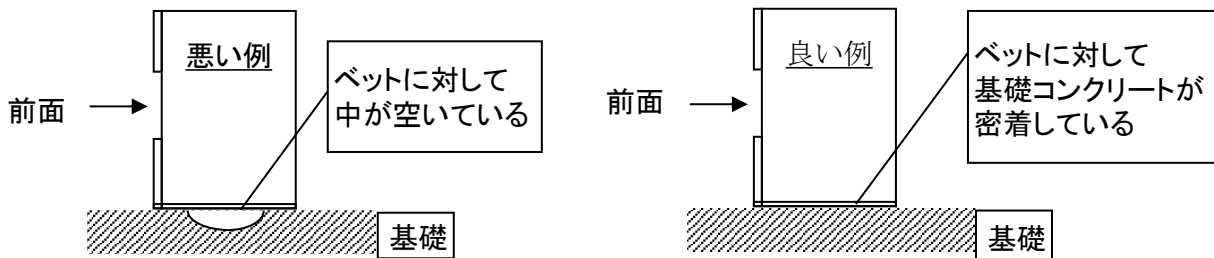 悪い例
ベットに対して
中が空いている
前面
基礎
良い例
ベットに対して
基礎コンクリートが
密着している
前面
基礎